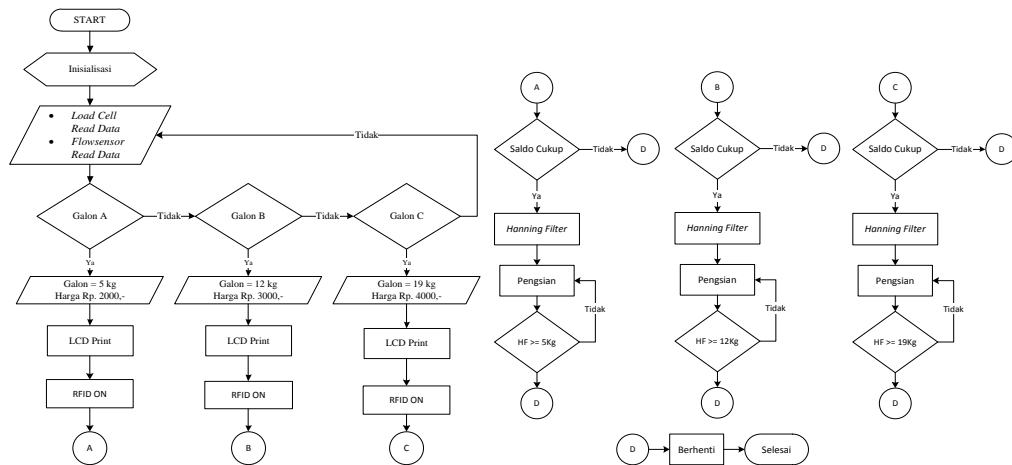 START
Inisialisasi
• Load Cell
Read Data
• Flowsensor
Read Data
Tidak
Galon A
Tidak
Galon B
Tidak
Galon C
Ya
Ya
Ya
Galon = 5 kg
Harga Rp. 2000,-
Galon = 12 kg
Harga Rp. 3000,-
Galon = 19 kg
Harga Rp. 4000,-
LCD Print
LCD Print
LCD Print
RFID ON
RFID ON
RFID ON
A
B
C
A
Saldo Cukup
Tidak
D
Ya
Hanning Filter
Pengsian
Tidak
HF >= 5Kg
D
B
Saldo Cukup
Tidak
D
Ya
Hanning Filter
Pengsian
Tidak
HF >= 12Kg
D
C
Saldo Cukup
Tidak
D
Ya
Hanning Filter
Pengsian
Tidak
HF >= 19Kg
D
D
Berhenti
Selesai